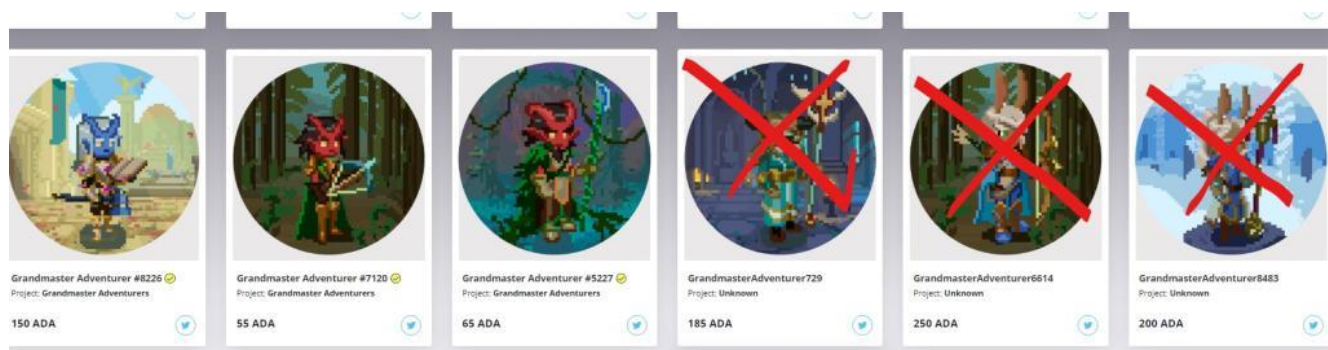 Grandmaster Adventurer #8226
Project: Grandmaster Adventurers
150 ADA
Grandmaster Adventurer #7120
Project: Grandmaster Adventurers
55 ADA
Grandmaster Adventurer #5227
Project: Grandmaster Adventurers
65 ADA
GrandmasterAdventurer729
Project: Unknown
185 ADA
GrandmasterAdventurer6614
Project: Unknown
250 ADA
GrandmasterAdventurer8483
Project: Unknown
200 ADA